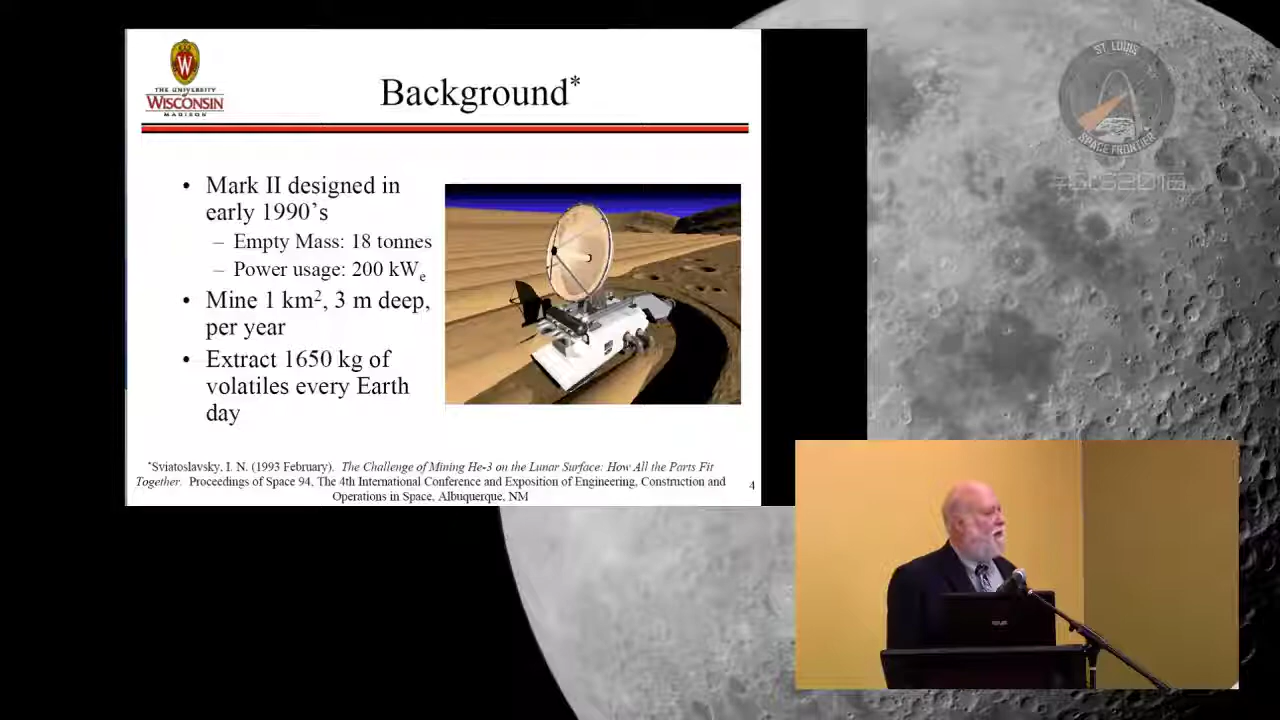 THE UNIVERSITY
OF
WISCONSIN
MADISON
Background*
• Mark II designed in
early 1990's
– Empty Mass: 18 tonnes
– Power usage: 200 kWe
• Mine 1 km², 3 m deep,
per year
• Extract 1650 kg of
volatiles every Earth
day
*Sviatoslavsky, I. N. (1993 February). The Challenge of Mining He-3 on the Lunar Surface: How All the Parts Fit
Together. Proceedings of Space 94, The 4th International Conference and Exposition of Engineering, Construction and
Operations in Space, Albuquerque, NM
4
ST. LOUIS
SPACE FRONTIER